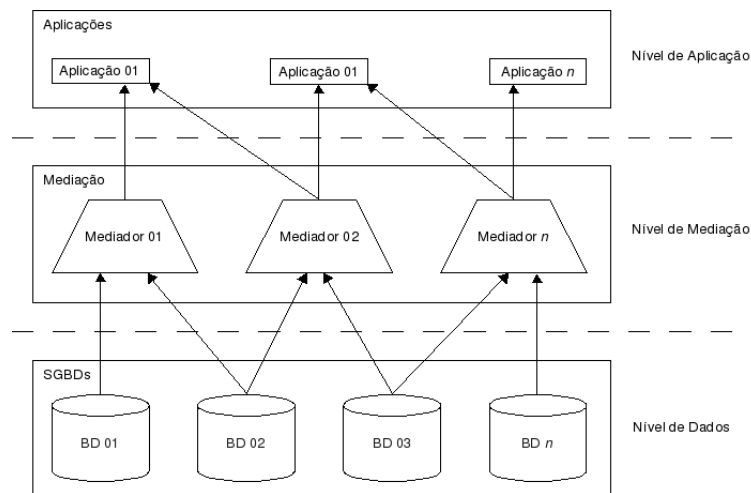 Aplicações
Nível de Aplicação
Aplicação 01
Aplicação 01
Aplicação n
Mediação
Nível de Mediação
Mediador 01
Mediador 02
Mediador n
SGBDs
Nível de Dados
BD 01
BD 02
BD 03
BD n